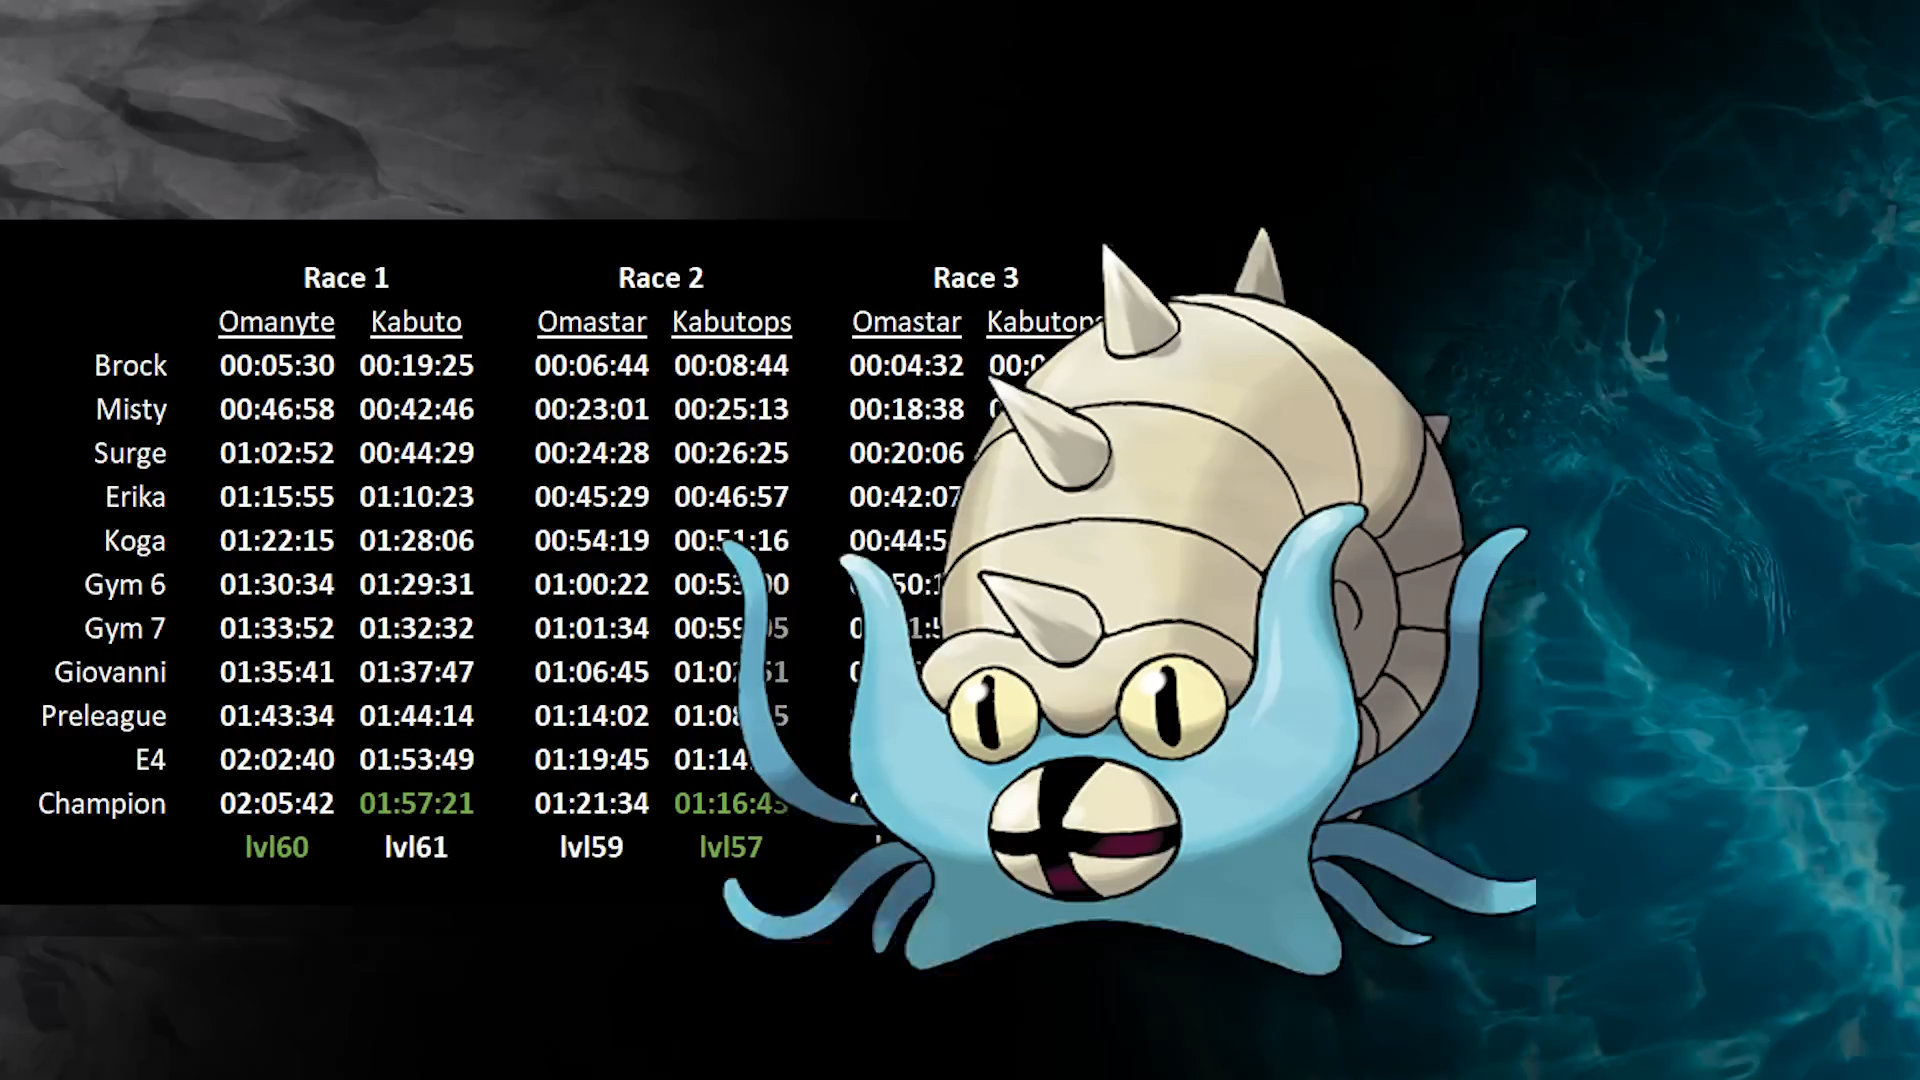 Race 1 Race 2 Race 3
Omanyte Kabuto Omastar Kabutops Omastar Kabutops
Brock 00:05:30 00:19:25 00:06:44 00:08:44 00:04:32
Misty 00:46:58 00:42:46 00:23:01 00:25:13 00:18:38
Surge 01:02:52 00:44:29 00:24:28 00:26:25 00:20:06
Erika 01:15:55 01:10:23 00:45:29 00:46:57 00:42:07
Koga 01:22:15 01:28:06 00:54:19 00:51:16
Gym 6 01:30:34 01:29:31 01:00:22
Gym 7 01:33:52 01:32:32 01:01:34
Giovanni 01:35:41 01:37:47 01:06:45
Preleague 01:43:34 01:44:14 01:14:02
E4 02:02:40 01:53:49 01:19:45
Champion 02:05:42 01:57:21 01:21:34
lvl60 lvl61 lvl59 lvl57